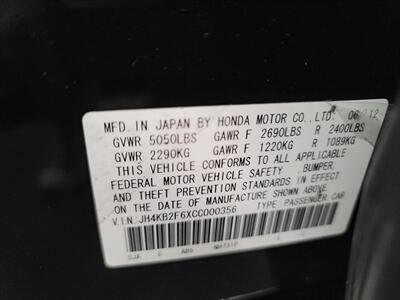 MFD. IN JAPAN BY HONDA MOTOR CO., LTD. 06/12
GVWR 5050LBS GAWR F 2690LBS R 2400LBS
GVWR 2290KG GAWR F 1220KG R 1089KG
THIS VEHICLE CONFORMS TO ALL APPLICABLE
FEDERAL MOTOR VEHICLE SAFETY, BUMPER,
AND THEFT PREVENTION STANDARDS IN EFFECT
ON THE DATE OF MANUFACTURE SHOWN ABOVE.
V.I.N.:JH4KB2F6XCC000356 TYPE:PASSENGER CAR
SJA C ABS